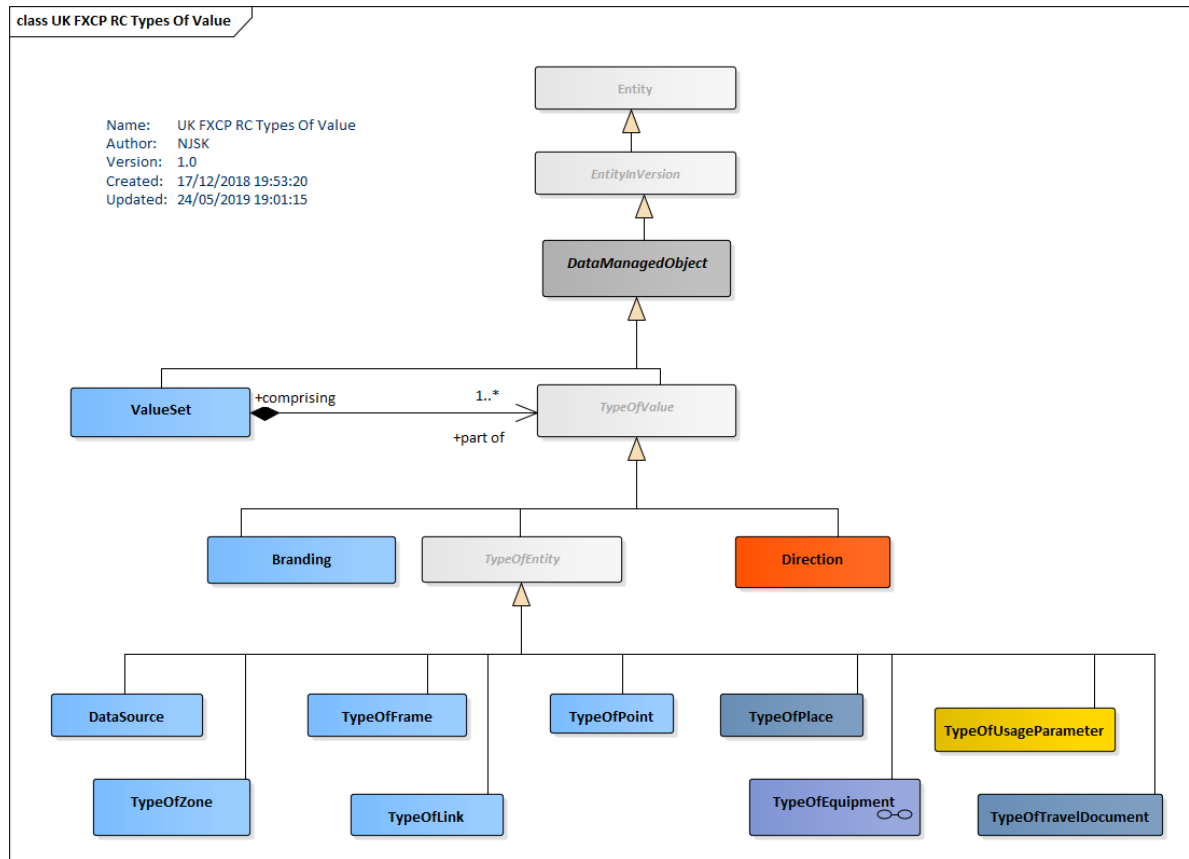 class UK FXCP RC Types Of Value
Entity
Name: UK FXCP RC Types Of Value
Author: NJSK
Version: 1.0
Created: 17/12/2018 19:53:20
Updated: 24/05/2019 19:01:15
EntityInVersion
DataManagedObject
ValueSet
+comprising
1..*
+part of
TypeOfValue
Branding
TypeOfEntity
Direction
DataSource
TypeOfFrame
TypeOfPoint
TypeOfPlace
TypeOfUsageParameter
TypeOfZone
TypeOfLink
TypeOfEquipment
TypeOfTravelDocument